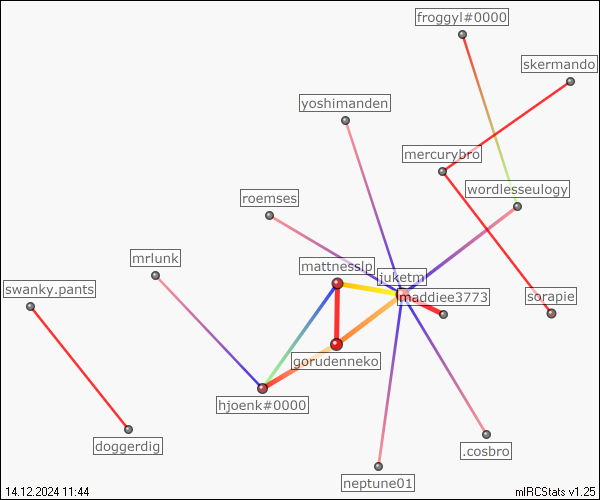 froggyl#0000
skermando
yoshimanden
mercurybro
wordlesseulogy
roemses
mrlunk
mattnesslp
juketm
swanky.pants
maddiee3773
sorapie
gorudenneko
hjoenk#0000
doggerdig
.cosbro
neptune01
14.12.2024 11:44
mIRCStats v1.25